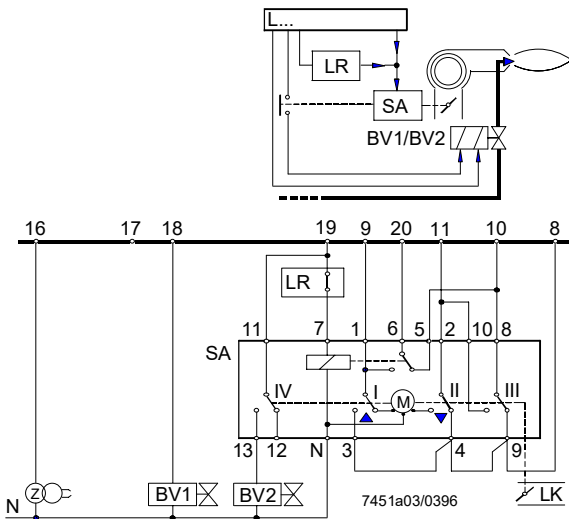 L...
LR
SA
BV1/BV2
16 17 18 19 9 20 11 10 8
LR
11 7 1 6 5 2 10 8
SA
IV I M II III
13 12 N 3 4 9
Z BV1 BV2 LK
7451a03/0396
N